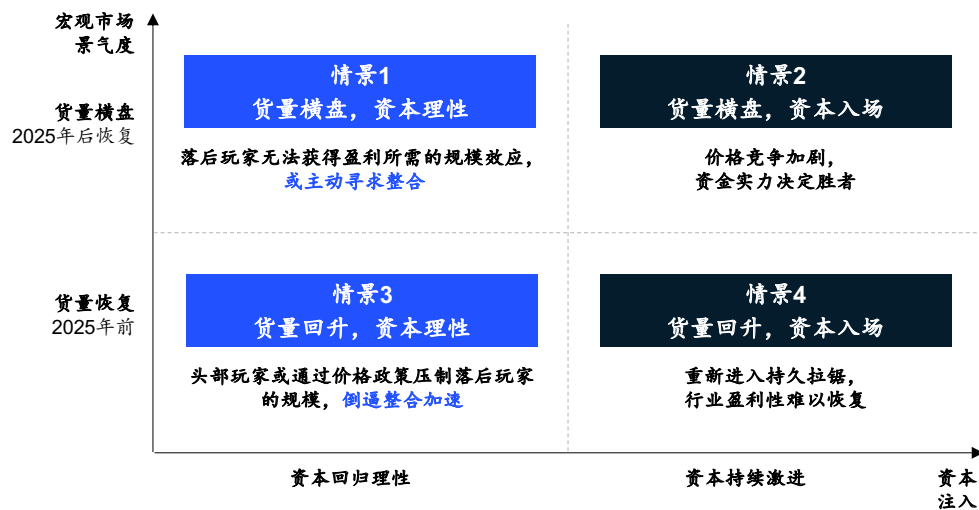 宏观市场
景气度
货量横盘
2025年后恢复
情景1
货量横盘，资本理性
落后玩家无法获得盈利所需的规模效应，
或主动寻求整合
情景2
货量横盘，资本入场
价格竞争加剧，
资金实力决定胜者
货量恢复
2025年前
情景3
货量回升，资本理性
头部玩家或通过价格政策压制落后玩家
的规模，倒逼整合加速
情景4
货量回升，资本入场
重新进入持久拉锯，
行业盈利性难以恢复
资本回归理性
资本持续激进
资本
注入